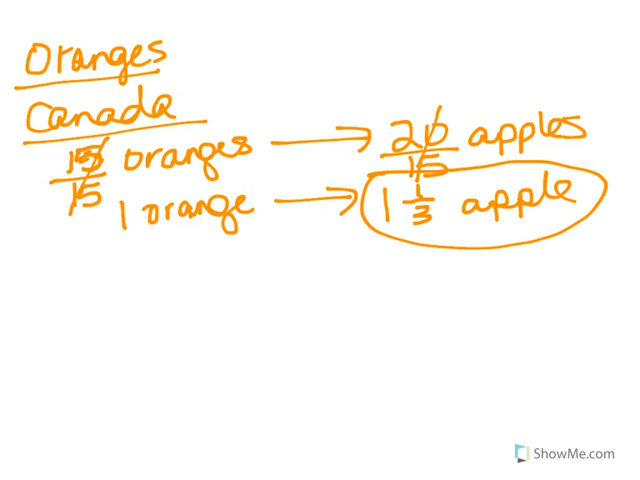 Oranges
Canada
15 oranges → 20 apples
15 15
1 orange → 1 1/3 apple
ShowMe.com